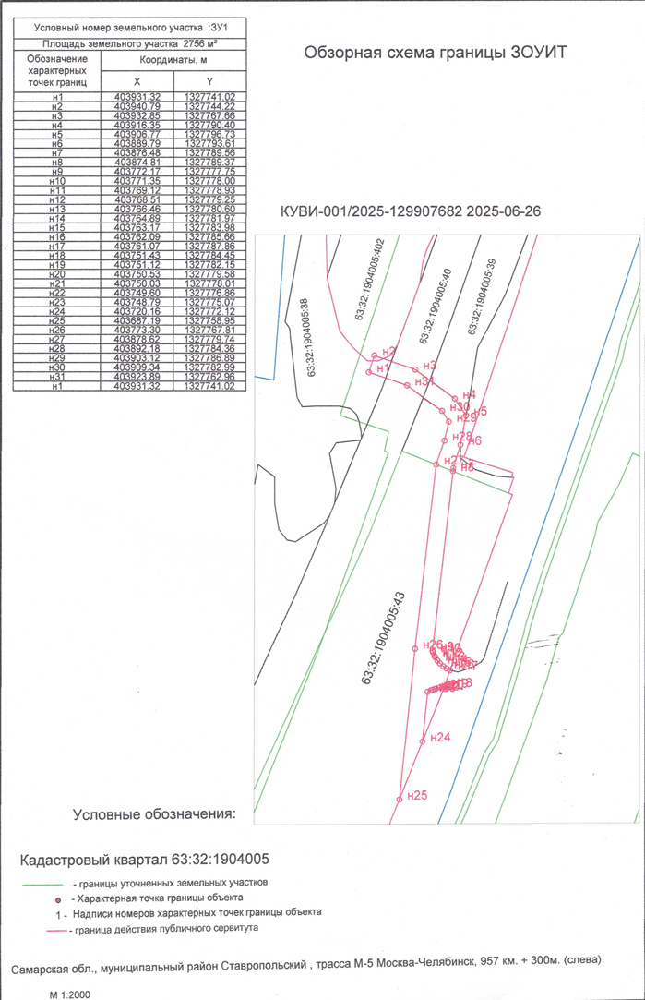 Условный номер земельного участка :ЗУ1
Площадь земельного участка 2756 м²
Обозначение характерных точек границ
Координаты, м
X Y
н1 403931.32 1327741.02
н2 403940.79 1327744.22
н3 403932.85 1327767.66
н4 403916.35 1327790.40
н5 403906.77 1327796.73
н6 403889.79 1327793.61
н7 403876.48 1327789.56
н8 403874.81 1327789.37
н9 403772.17 1327777.75
н10 403771.35 1327778.00
н11 403769.12 1327778.93
н12 403768.51 1327779.25
н13 403766.46 1327780.60
н14 403764.89 1327781.97
н15 403763.17 1327783.98
н16 403762.09 1327785.66
н17 403761.07 1327787.86
н18 403751.43 1327784.45
н19 403751.12 1327782.15
н20 403750.53 1327779.58
н21 403750.03 1327778.01
н22 403749.60 1327776.86
н23 403748.79 1327775.07
н24 403720.16 1327772.12
н25 403687.19 1327758.95
н26 403773.30 1327767.81
н27 403878.62 1327779.74
н28 403892.18 1327784.36
н29 403903.12 1327786.89
н30 403909.34 1327782.99
н31 403923.89 1327762.96
н1 403931.32 1327741.02
Обзорная схема границы ЗОУИТ
КУВИ-001/2025-129907682 2025-06-26
63:32:1904005:38
63:32:1904005:402
63:32:1904005:40
63:32:1904005:39
н2
н1
н3
н31
н4
н30
н5
н29
н28
н6
н27
н8
63:32:1904005:43
н26
н24
н25
Условные обозначения:
Кадастровый квартал 63:32:1904005
- границы уточненных земельных участков
- Характерная точка границы объекта
1 - Надписи номеров характерных точек границы объекта
- граница действия публичного сервитута
Самарская обл., муниципальный район Ставропольский , трасса М-5 Москва-Челябинск, 957 км. + 300м. (слева).
М 1:2000